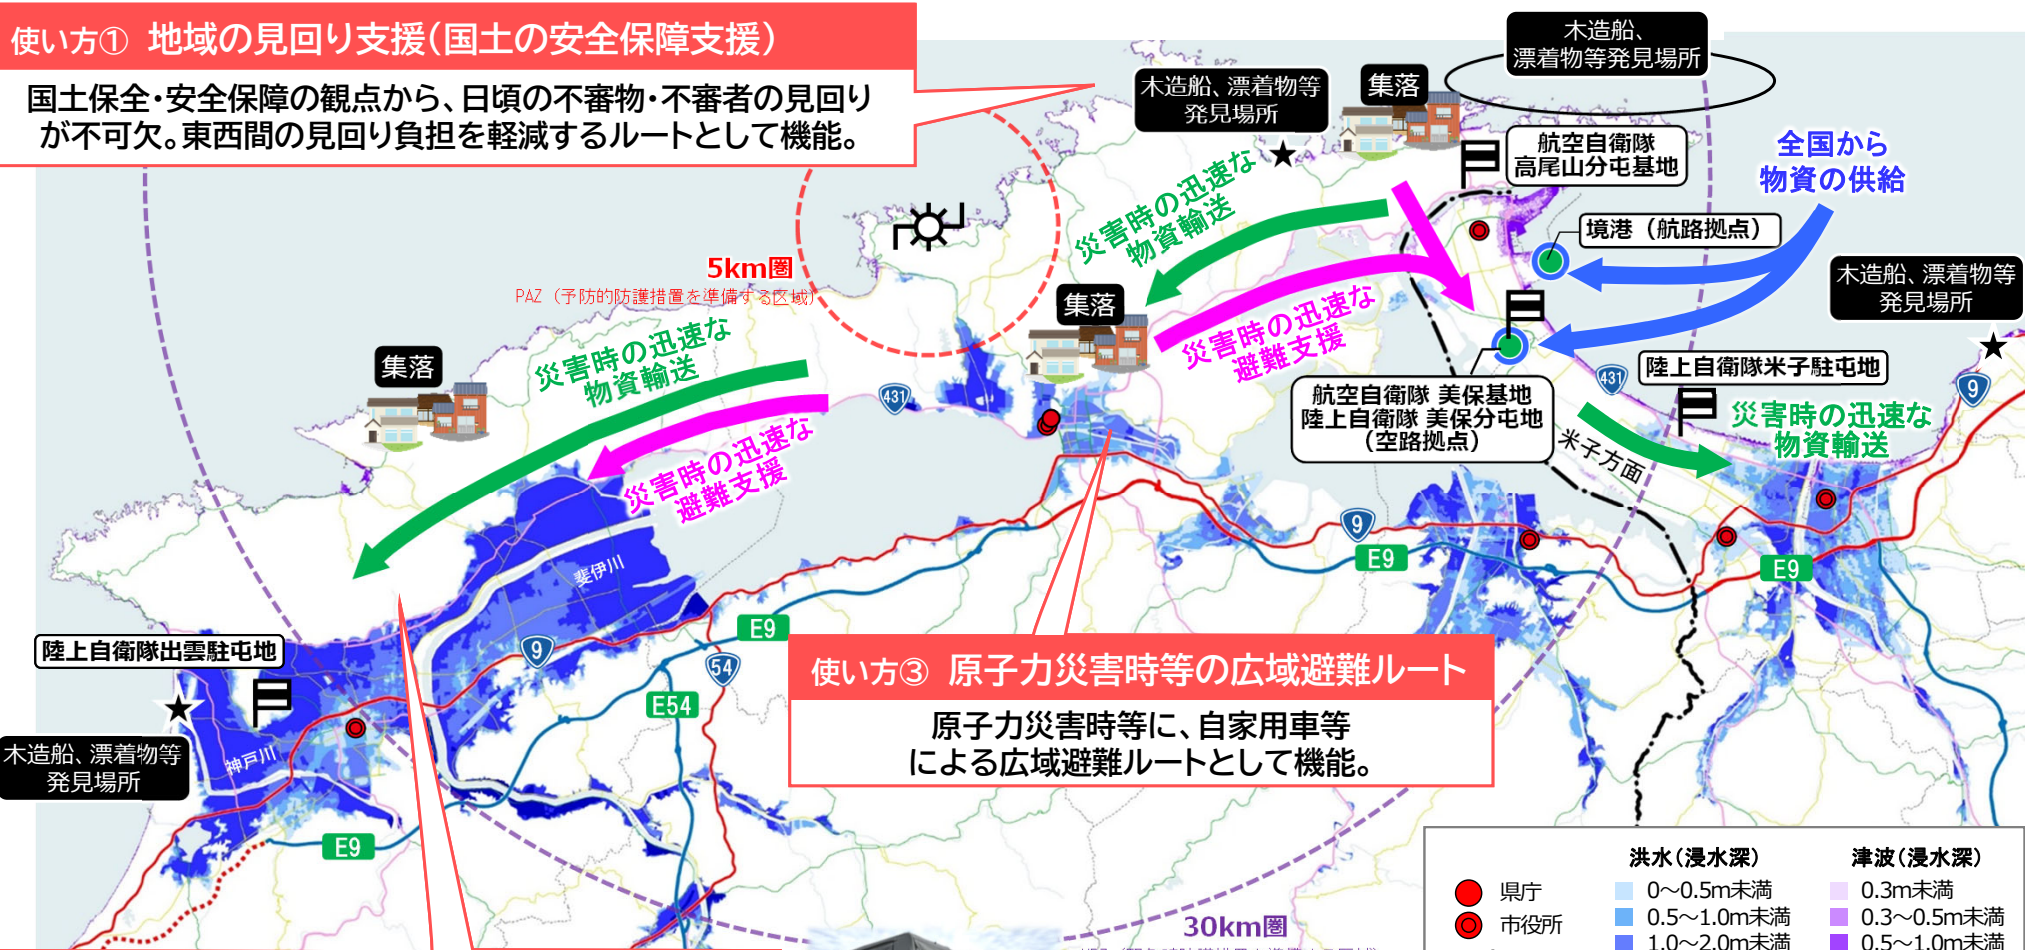 使い方① 地域の見回り支援（国土の安全保障支援）
国土保全・安全保障の観点から、日頃の不審物・不審者の見回り
が不可欠。東西間の見回り負担を軽減するルートとして機能。
木造船、
漂着物等発見場所
木造船、漂着物等
発見場所
集落
航空自衛隊
高尾山分屯基地
全国から
物資の供給
境港（航路拠点）
災害時の迅速な
物資輸送
木造船、漂着物等
発見場所
5km圏
PAZ（予防的防護措置を準備する区域）
集落
災害時の迅速な
避難支援
災害時の迅速な
物資輸送
集落
431
431
陸上自衛隊米子駐屯地
9
航空自衛隊 美保基地
陸上自衛隊 美保分屯地
（空路拠点）
災害時の迅速な
物資輸送
米子方面
災害時の迅速な
避難支援
9
E9
E9
斐伊川
E9
9
54
E54
陸上自衛隊出雲駐屯地
使い方③ 原子力災害時等の広域避難ルート
原子力災害時等に、自家用車等
による広域避難ルートとして機能。
木造船、漂着物等
発見場所
神戸川
E9
30km圏
洪水（浸水深）
津波（浸水深）
県庁
0～0.5m未満
0.3m未満
市役所
0.5～1.0m未満
0.3～0.5m未満
1.0～2.0m未満
0.5～1.0m未満